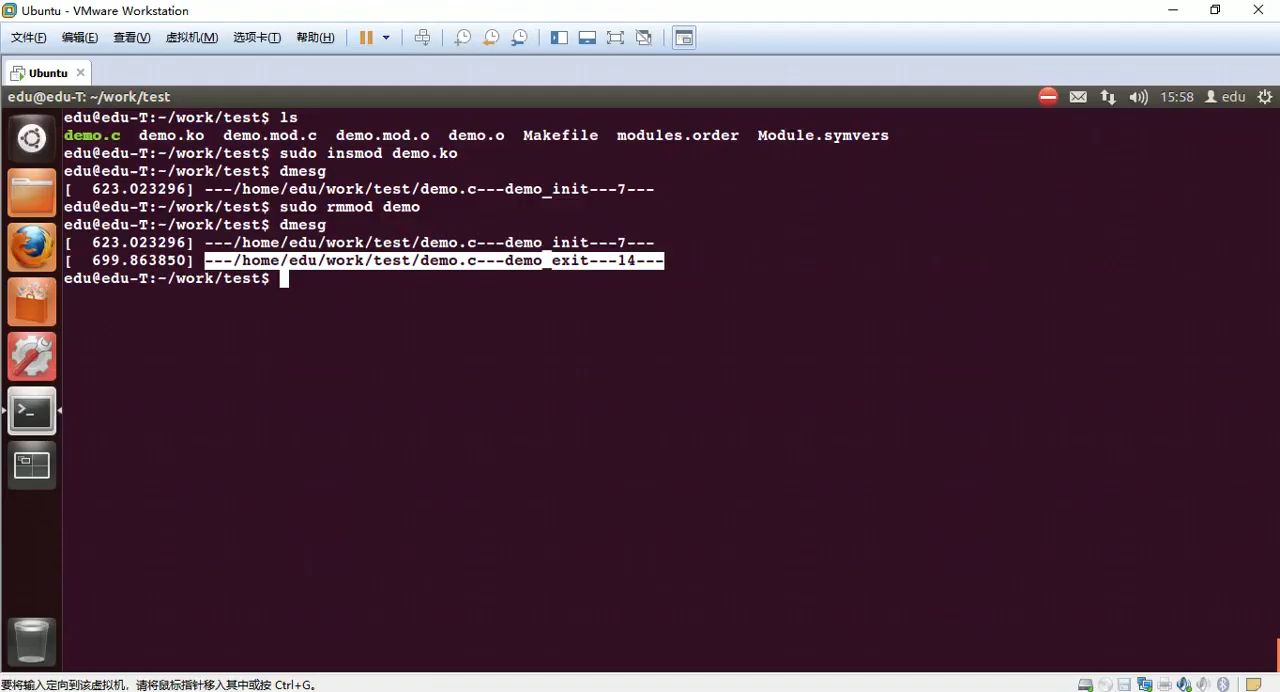 Ubuntu - VMware Workstation
文件(F) 编辑(E) 查看(V) 虚拟机(M) 选项卡(T) 帮助(H)
Ubuntu
edu@edu-T: ~/work/test 15:58 edu
edu@edu-T:~/work/test$ ls
demo.c demo.ko demo.mod.c demo.mod.o demo.o Makefile modules.order Module.symvers
edu@edu-T:~/work/test$ sudo insmod demo.ko
edu@edu-T:~/work/test$ dmesg
[  623.023296] ---/home/edu/work/test/demo.c---demo_init---7---
edu@edu-T:~/work/test$ sudo rmmod demo
edu@edu-T:~/work/test$ dmesg
[  623.023296] ---/home/edu/work/test/demo.c---demo_init---7---
[  699.863850] ---/home/edu/work/test/demo.c---demo_exit---14---
edu@edu-T:~/work/test$
要将输入定向到该虚拟机，请将鼠标指针移入其中或按 Ctrl+G。